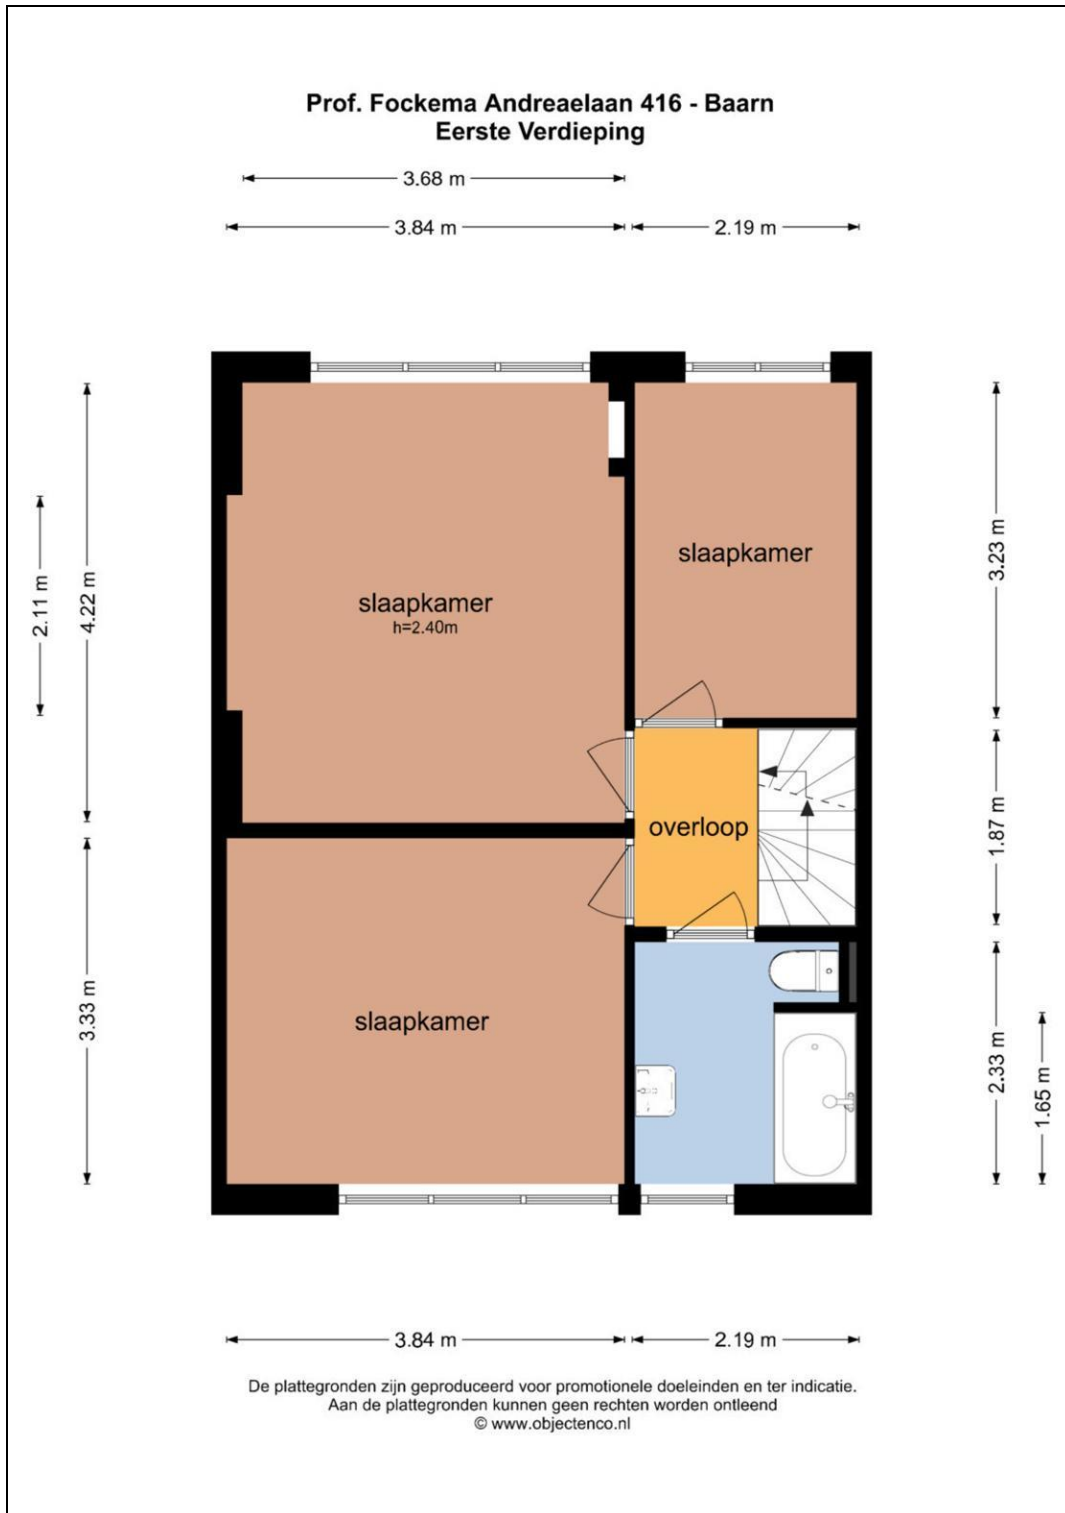 Prof. Fockema Andreaelaan 416 - Baarn
Eerste Verdieping
3.68 m
3.84 m
2.19 m
2.11 m
4.22 m
3.33 m
slaapkamer
h=2.40m
slaapkamer
overloop
slaapkamer
3.23 m
1.87 m
2.33 m
1.65 m
3.84 m
2.19 m
De plattegronden zijn geproduceerd voor promotionele doeleinden en ter indicatie.
Aan de plattegronden kunnen geen rechten worden ontleend
© www.objectenco.nl